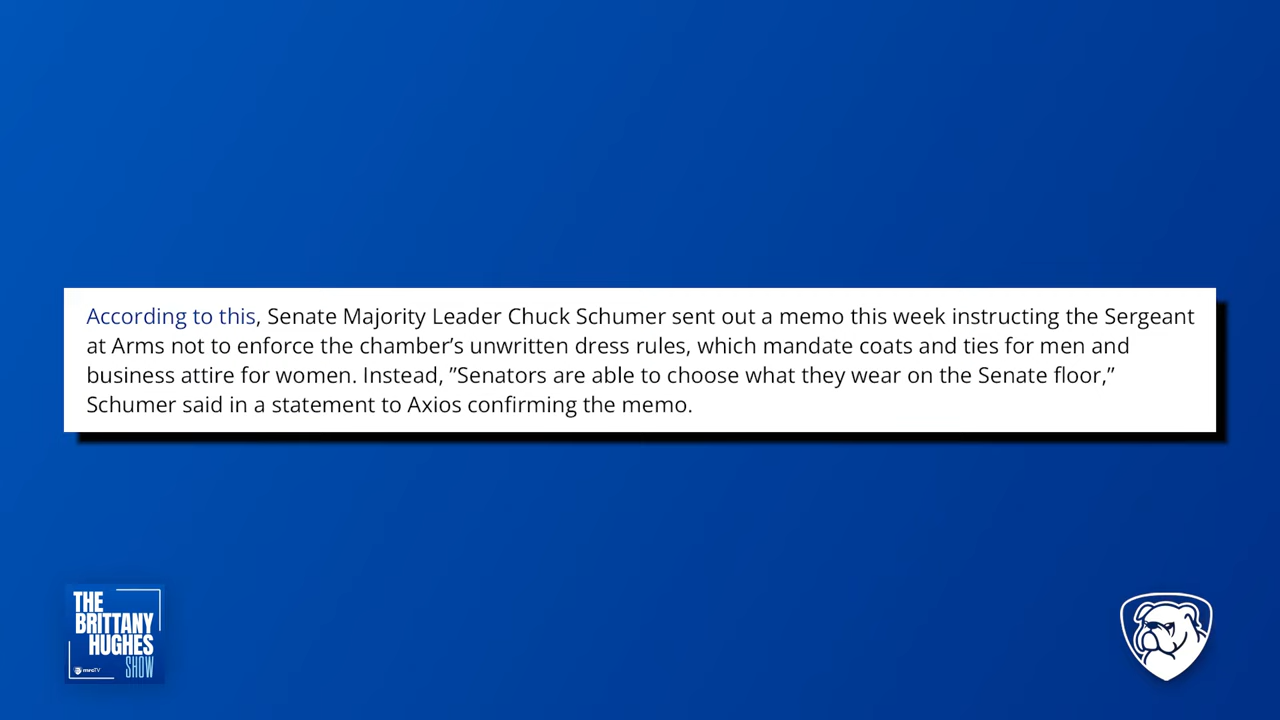 According to this, Senate Majority Leader Chuck Schumer sent out a memo this week instructing the Sergeant
at Arms not to enforce the chamber’s unwritten dress rules, which mandate coats and ties for men and
business attire for women. Instead, ”Senators are able to choose what they wear on the Senate floor,”
Schumer said in a statement to Axios confirming the memo.
THE
BRITTANY
HUGHES
SHOW
mrcTV